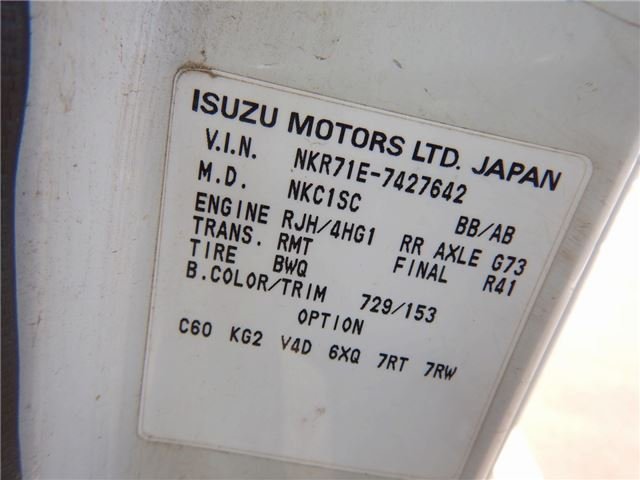 ISUZU MOTORS LTD. JAPAN
V.I.N. NKR71E-7427642
M.D. NKC1SC BB/AB
ENGINE RJH/4HG1 RR AXLE G73
TRANS. RMT FINAL R41
TIRE BWQ
B.COLOR/TRIM 729/153
OPTION
C60 KG2 V4D 6XQ 7RT 7RW